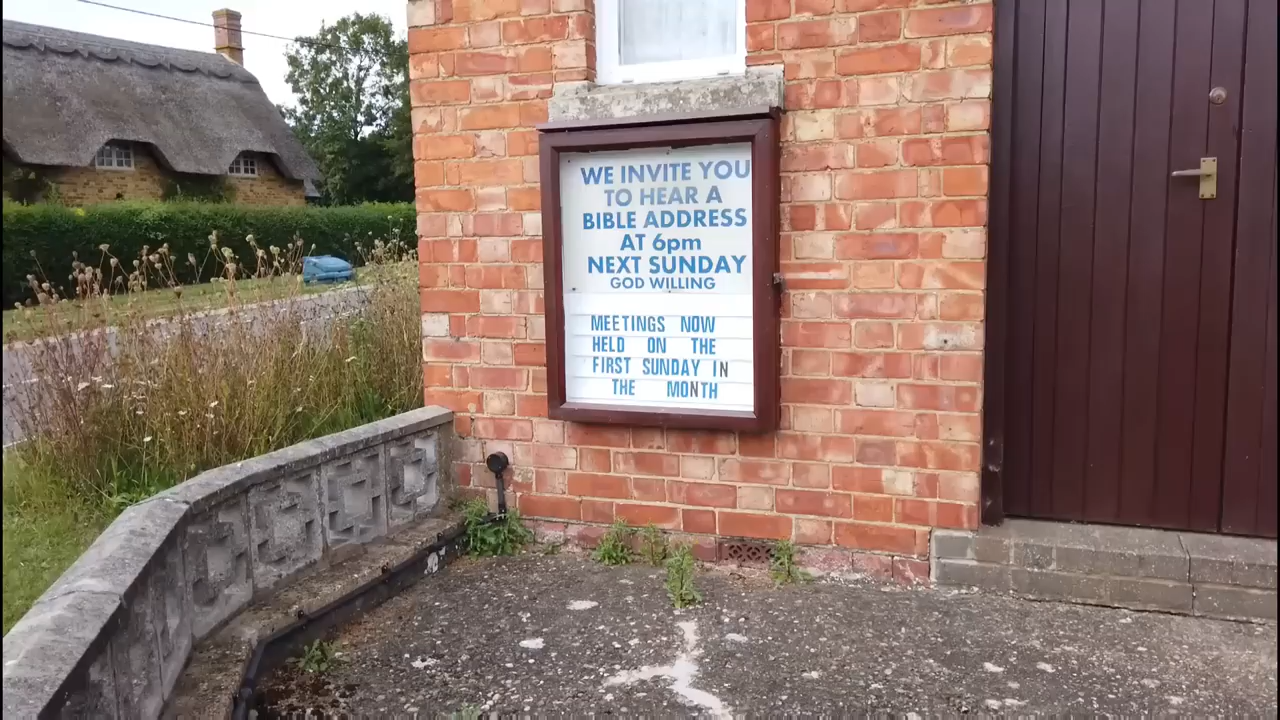 WE INVITE YOU
TO HEAR A
BIBLE ADDRESS
AT 6pm
NEXT SUNDAY
GOD WILLING
MEETINGS NOW
HELD ON THE
FIRST SUNDAY IN
THE MONTH